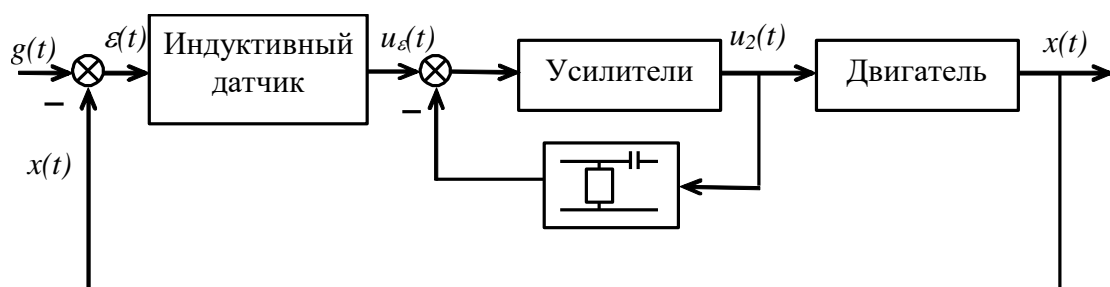 g(t)
ε(t)
Индуктивный
датчик
uε(t)
Усилители
u2(t)
Двигатель
x(t)
−
−
x(t)